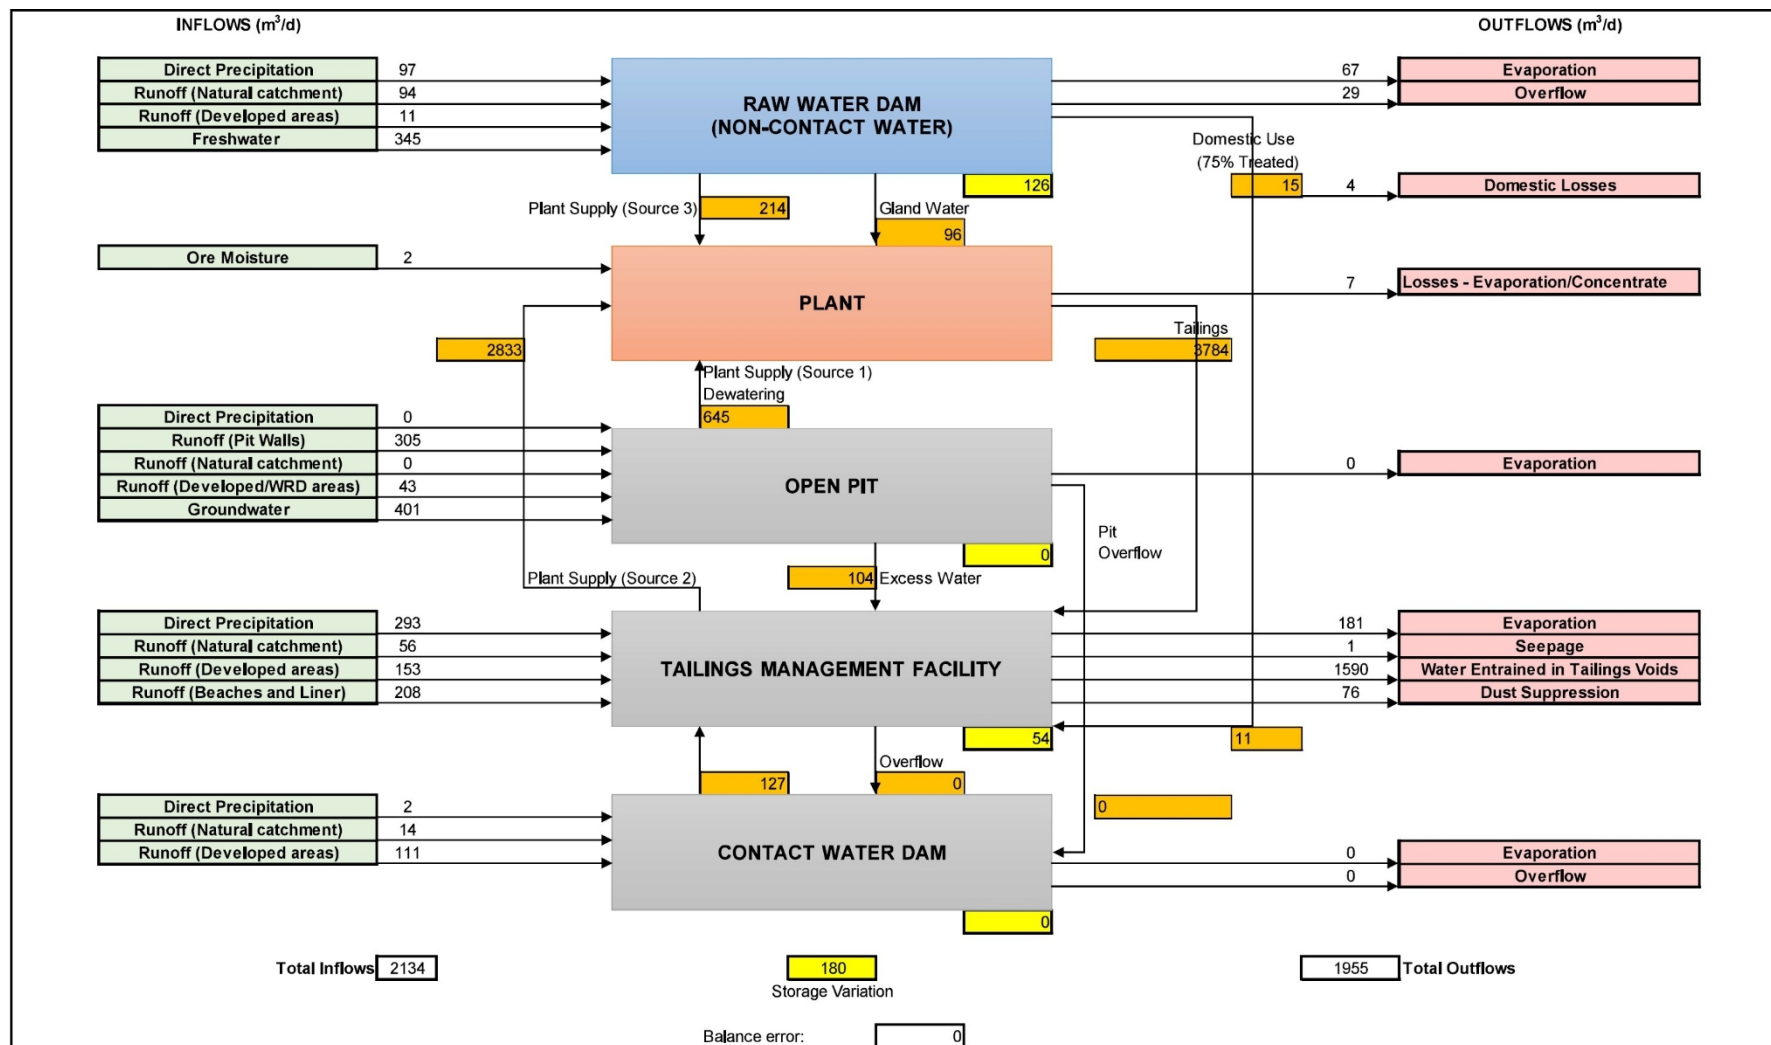 INFLOWS (m³/d)
OUTFLOWS (m³/d)
Direct Precipitation 97
Runoff (Natural catchment) 94
Runoff (Developed areas) 11
Freshwater 345
RAW WATER DAM
(NON-CONTACT WATER)
126
67 Evaporation
29 Overflow
Domestic Use
(75% Treated)
15 4 Domestic Losses
Plant Supply (Source 3) 214
Gland Water
96
Ore Moisture 2
PLANT
7 Losses - Evaporation/Concentrate
Tailings
3784
2833
Plant Supply (Source 1)
Dewatering
645
Direct Precipitation 0
Runoff (Pit Walls) 305
Runoff (Natural catchment) 0
Runoff (Developed/WRD areas) 43
Groundwater 401
OPEN PIT
0
0 Evaporation
Pit
Overflow
Plant Supply (Source 2)
104 Excess Water
Direct Precipitation 293
Runoff (Natural catchment) 56
Runoff (Developed areas) 153
Runoff (Beaches and Liner) 208
TAILINGS MANAGEMENT FACILITY
54
181 Evaporation
1 Seepage
1590 Water Entrained in Tailings Voids
76 Dust Suppression
11
127
Overflow
0
0
Direct Precipitation 2
Runoff (Natural catchment) 14
Runoff (Developed areas) 111
CONTACT WATER DAM
0
0 Evaporation
0 Overflow
Total Inflows 2134
180
Storage Variation
1955 Total Outflows
Balance error: 0